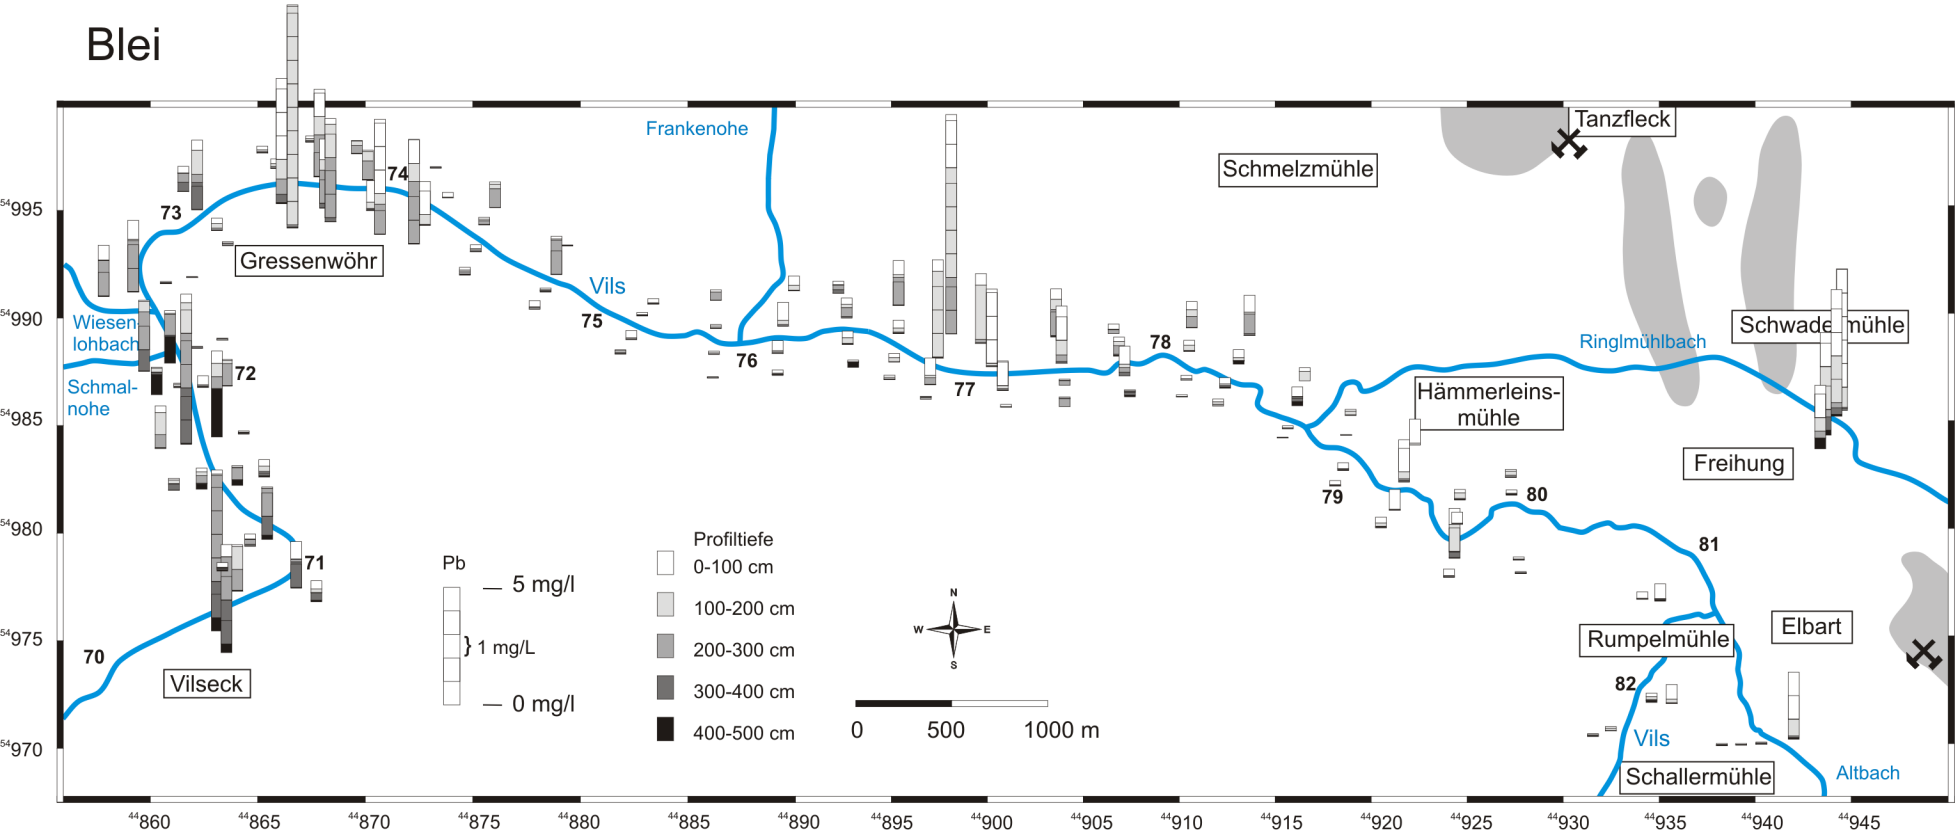 Blei
Tanzfleck
Frankenohe
Schmelzmühle
74
73
⁵⁴995
Gressenwöhr
Vils
⁵⁴990
Wiesen-
lohbach
75
76
78
Ringlmühlbach
Schwadermühle
Schmal-
nohe
72
77
Hämmerleins-
mühle
⁵⁴985
Freihung
79
80
⁵⁴980
81
71
Pb
5 mg/l
1 mg/L
0 mg/l
Profiltiefe
0-100 cm
100-200 cm
200-300 cm
300-400 cm
400-500 cm
N
W
E
S
0
500
1000 m
⁵⁴975
70
Vilseck
Rumpelmühle
Elbart
82
Vils
⁵⁴970
Schallermühle
Altbach
⁴⁴860
⁴⁴865
⁴⁴870
⁴⁴875
⁴⁴880
⁴⁴885
⁴⁴890
⁴⁴895
⁴⁴900
⁴⁴905
⁴⁴910
⁴⁴915
⁴⁴920
⁴⁴925
⁴⁴930
⁴⁴935
⁴⁴940
⁴⁴945